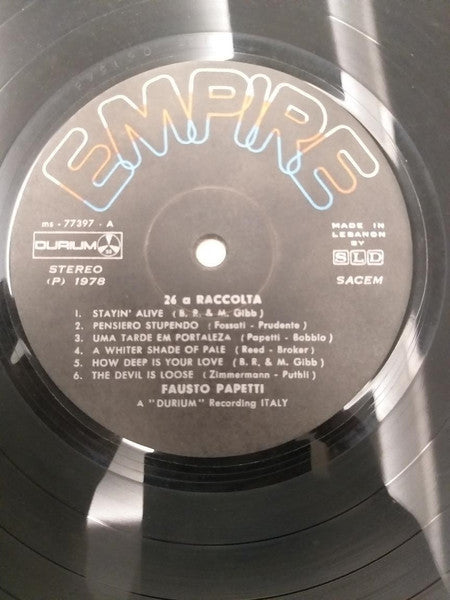 EMPIRE
ms - 77397 - A
DURIUM
STEREO
(P) 1978
MADE IN
LEBANON
BY
SLD
SACEM
26 a RACCOLTA
1. STAYIN' ALIVE ( B. R. & M. Gibb )
2. PENSIERO STUPENDO ( Fossati - Prudente )
3. UMA TARDE EM PORTALEZA ( Papetti - Bobbio )
4. A WHITER SHADE OF PALE ( Reed - Broker )
5. HOW DEEP IS YOUR LOVE ( B. R, & M. Gibb )
6. THE DEVIL IS LOOSE ( Zimmermann - Puthli )
FAUSTO PAPETTI
A "DURIUM" Recording ITALY